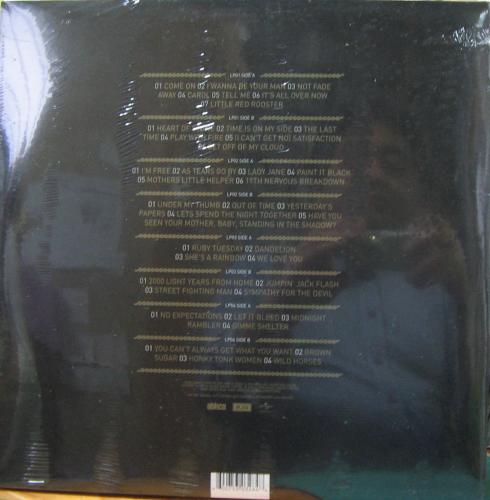 LP01 SIDE A
01 COME ON 02 I WANNA BE YOUR MAN 03 NOT FADE
AWAY 04 CAROL 05 TELL ME 06 IT'S ALL OVER NOW
07 LITTLE RED ROOSTER
LP01 SIDE B
01 HEART OF STONE 02 TIME IS ON MY SIDE 03 THE LAST
TIME 04 PLAY WITH FIRE 05 (I CAN'T GET NO) SATISFACTION
06 GET OFF OF MY CLOUD
LP02 SIDE A
01 I'M FREE 02 AS TEARS GO BY 03 LADY JANE 04 PAINT IT BLACK
05 MOTHERS LITTLE HELPER 06 19TH NERVOUS BREAKDOWN
LP02 SIDE B
01 UNDER MY THUMB 02 OUT OF TIME 03 YESTERDAY'S
PAPERS 04 LETS SPEND THE NIGHT TOGETHER 05 HAVE YOU
SEEN YOUR MOTHER, BABY, STANDING IN THE SHADOW?
LP03 SIDE A
01 RUBY TUESDAY 02 DANDELION
03 SHE'S A RAINBOW 04 WE LOVE YOU
LP03 SIDE B
01 2000 LIGHT YEARS FROM HOME 02 JUMPIN' JACK FLASH
03 STREET FIGHTING MAN 04 SYMPATHY FOR THE DEVIL
LP04 SIDE A
01 NO EXPECTATIONS 02 LET IT BLEED 03 MIDNIGHT
RAMBLER 04 GIMME SHELTER
LP04 SIDE B
01 YOU CAN'T ALWAYS GET WHAT YOU WANT 02 BROWN
SUGAR 03 HONKY TONK WOMEN 04 WILD HORSES
abkco